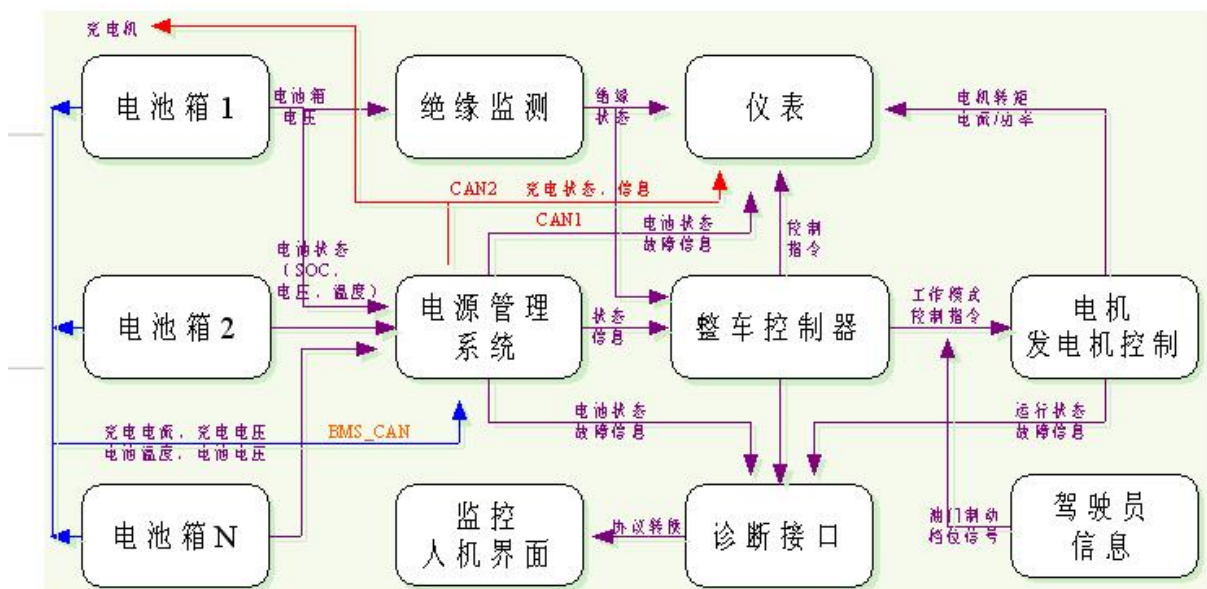 充电机
电池箱1
电池箱
电压
绝缘监测
绝缘
状态
仪表
电机转矩
电流/功率
CAN2 充电状态、信息
CAN1
电池状态
故障信息
控制
指令
电池状态
(SOC、
电压、温度)
电池箱2
电源管理
系统
状态
信息
整车控制器
工作模式
控制指令
电机
发电机控制
充电电流、充电电压
电池温度、电池电压
BMS_CAN
电池状态
故障信息
运行状态
故障信息
电池箱N
监控
人机界面
协议转换
诊断接口
油门制动
档位信号
驾驶员
信息